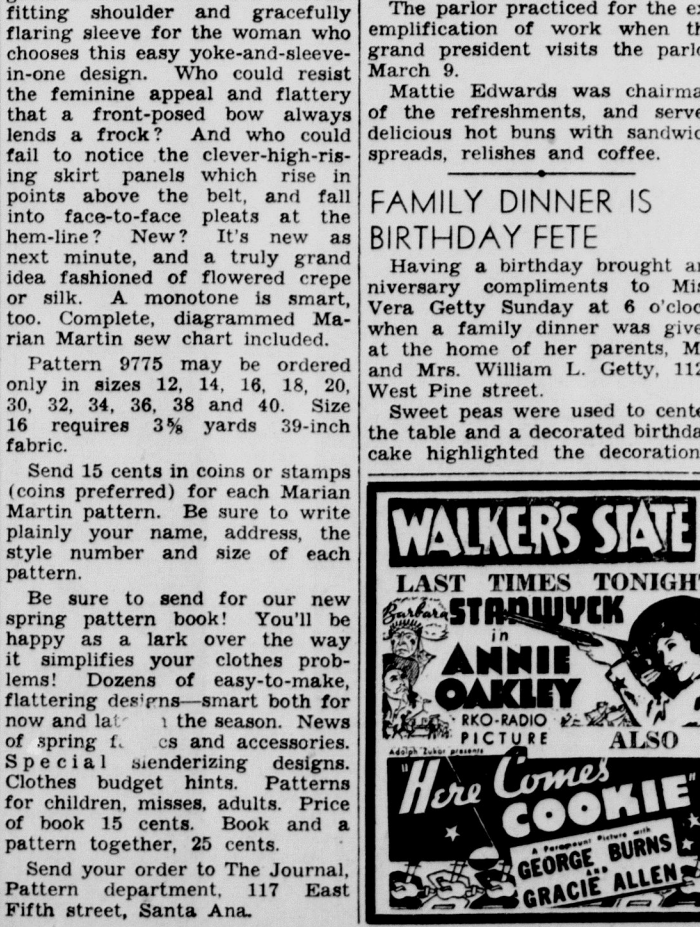 fitting shoulder and gracefully
flaring sleeve for the woman who
chooses this easy yoke-and-sleeve-
in-one design. Who could resist
the feminine appeal and flattery
that a front-posed bow always
lends a frock? And who could
fail to notice the clever-high-ris-
ing skirt panels which rise in
points above the belt, and fall
into face-to-face pleats at the
hem-line? New? It's new as
next minute, and a truly grand
idea fashioned of flowered crepe
or silk. A monotone is smart,
too. Complete, diagrammed Ma-
rian Martin sew chart included.
Pattern 9775 may be ordered
only in sizes 12, 14, 16, 18, 20,
30, 32, 34, 36, 38 and 40. Size
16 requires 3⅝ yards 39-inch
fabric.
Send 15 cents in coins or stamps
(coins preferred) for each Marian
Martin pattern. Be sure to write
plainly your name, address, the
style number and size of each
pattern.
Be sure to send for our new
spring pattern book! You'll be
happy as a lark over the way
it simplifies your clothes prob-
lems! Dozens of easy-to-make,
flattering designs—smart both for
now and the season. News
of spring and accessories.
Special slenderizing designs.
Clothes budget hints. Patterns
for children, misses, adults. Price
of book 15 cents. Book and a
pattern together, 25 cents.
Send your order to The Journal,
Pattern department, 117 East
Fifth street, Santa Ana.
The parlor practiced for the
emplification of work when
grand president visits the
March 9.
Mattie Edwards was
of the refreshments, and
delicious hot buns with
spreads, relishes and coffee.
FAMILY DINNER IS
BIRTHDAY FETE
Having a birthday brought
niversary compliments to
Vera Getty Sunday at 6
when a family dinner was
at the home of her parents,
and Mrs. William L. Getty,
West Pine street.
Sweet peas were used to
the table and a decorated
cake highlighted the
WALKER'S STATE
LAST TIMES
Barbara STANWYCK
in
ANNIE
OAKLEY
RKO-RADIO
PICTURE
ALSO
Adolph Zukor presents
"Here Comes
COOKIE"
A Paramount Picture with
GEORGE BURNS
AND
GRACIE ALLEN